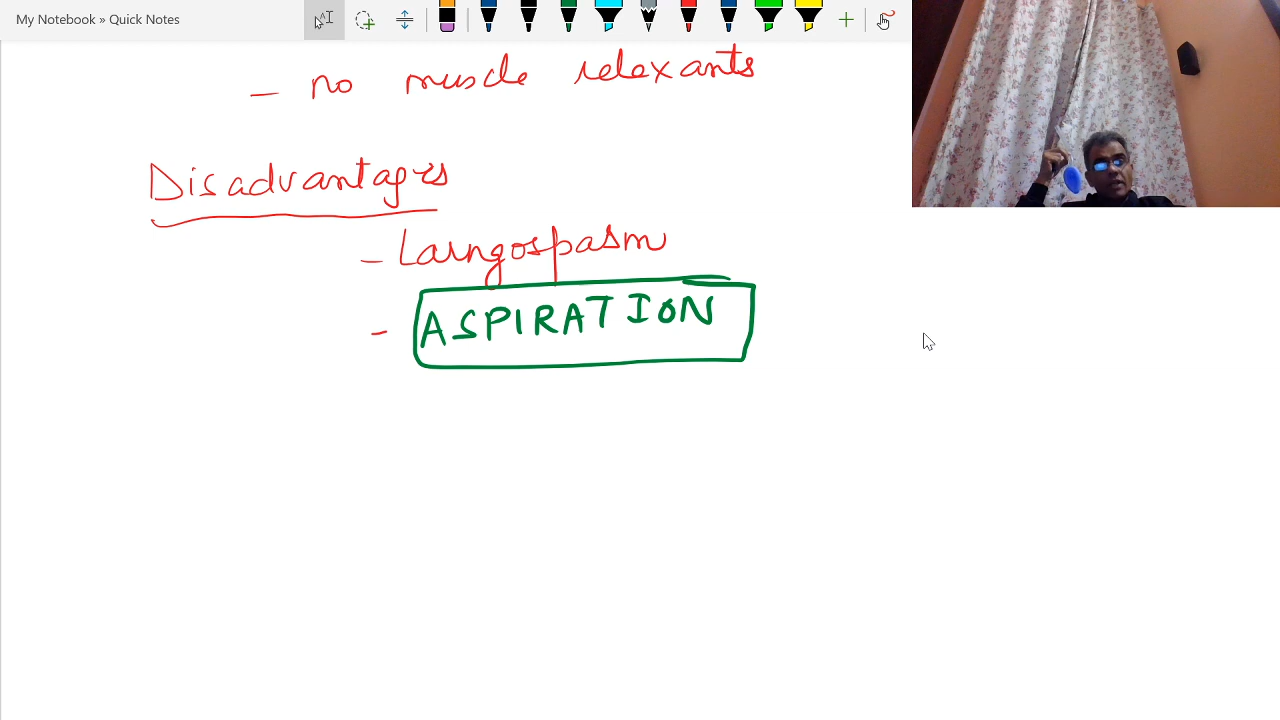 My Notebook » Quick Notes
- no muscle relaxants
Disadvantages
- Laryngospasm
- ASPIRATION